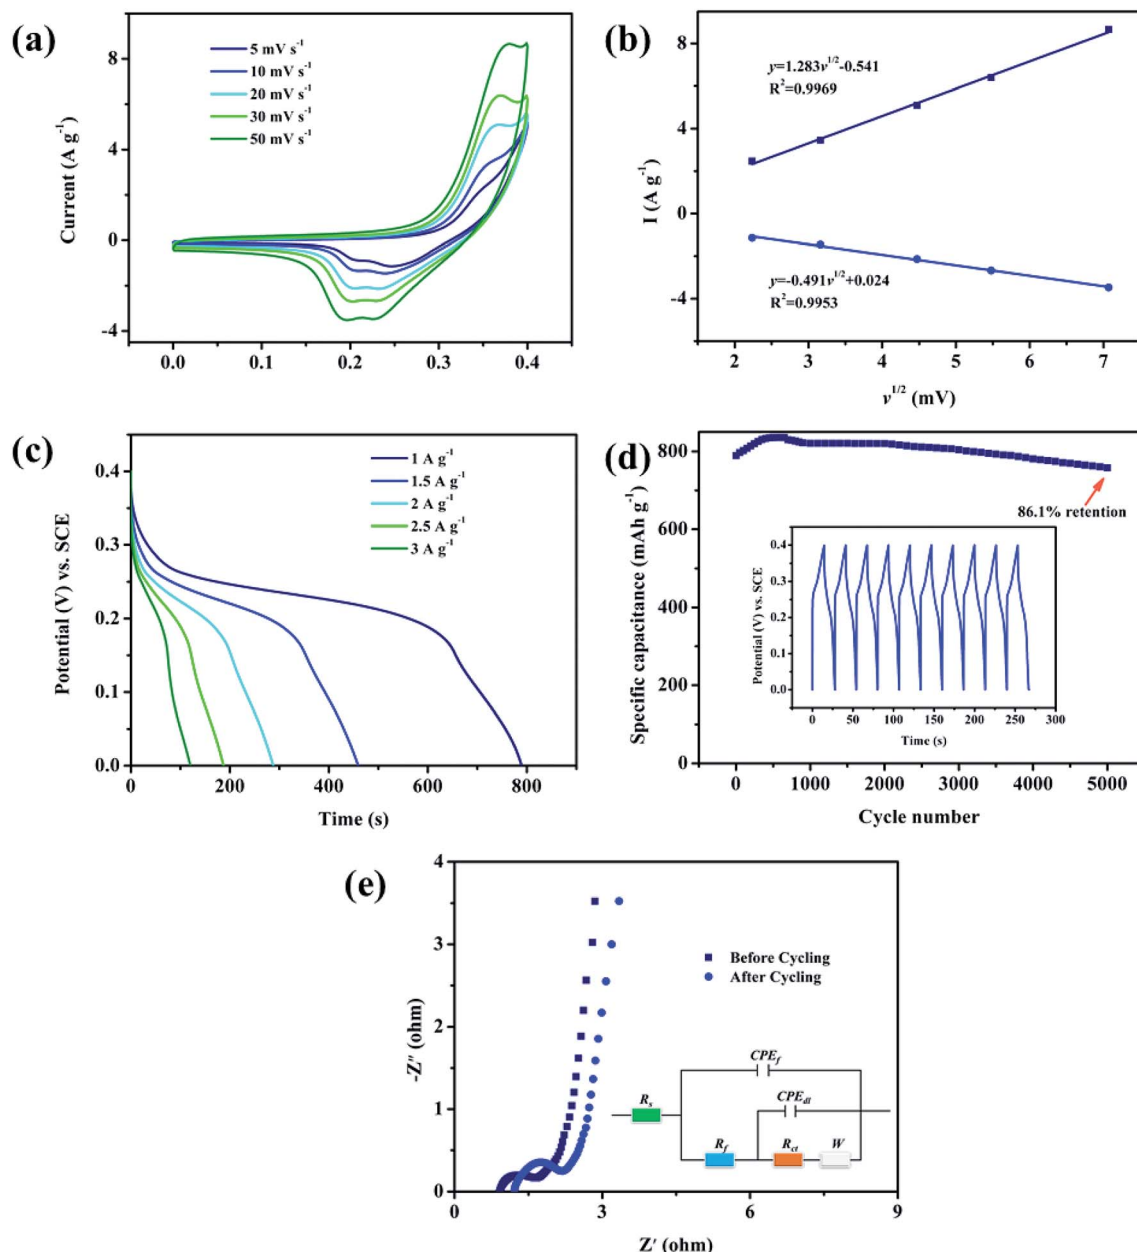 (a)
5 mV s⁻¹
10 mV s⁻¹
20 mV s⁻¹
30 mV s⁻¹
50 mV s⁻¹
Current (A g⁻¹)
8
4
0
-4
0.0 0.1 0.2 0.3 0.4
(b)
y=1.283ν¹/²-0.541
R²=0.9969
y=-0.491ν¹/²+0.024
R²=0.9953
I (A g⁻¹)
8
4
0
-4
2 3 4 5 6 7
ν¹/² (mV)
(c)
1 A g⁻¹
1.5 A g⁻¹
2 A g⁻¹
2.5 A g⁻¹
3 A g⁻¹
Potential (V) vs. SCE
0.4
0.3
0.2
0.1
0.0
0 200 400 600 800
Time (s)
(d)
86.1% retention
Specific capacitance (mAh g⁻¹)
800
600
400
200
0
0 1000 2000 3000 4000 5000
Cycle number
Potential (V) vs. SCE
0.4
0.3
0.2
0.1
0.0
0 50 100 150 200 250 300
Time (s)
(e)
Before Cycling
After Cycling
-Z″ (ohm)
4
3
2
1
0
0 3 6 9
Z′ (ohm)
CPEf
Rs
CPEdl
Rf Rct W